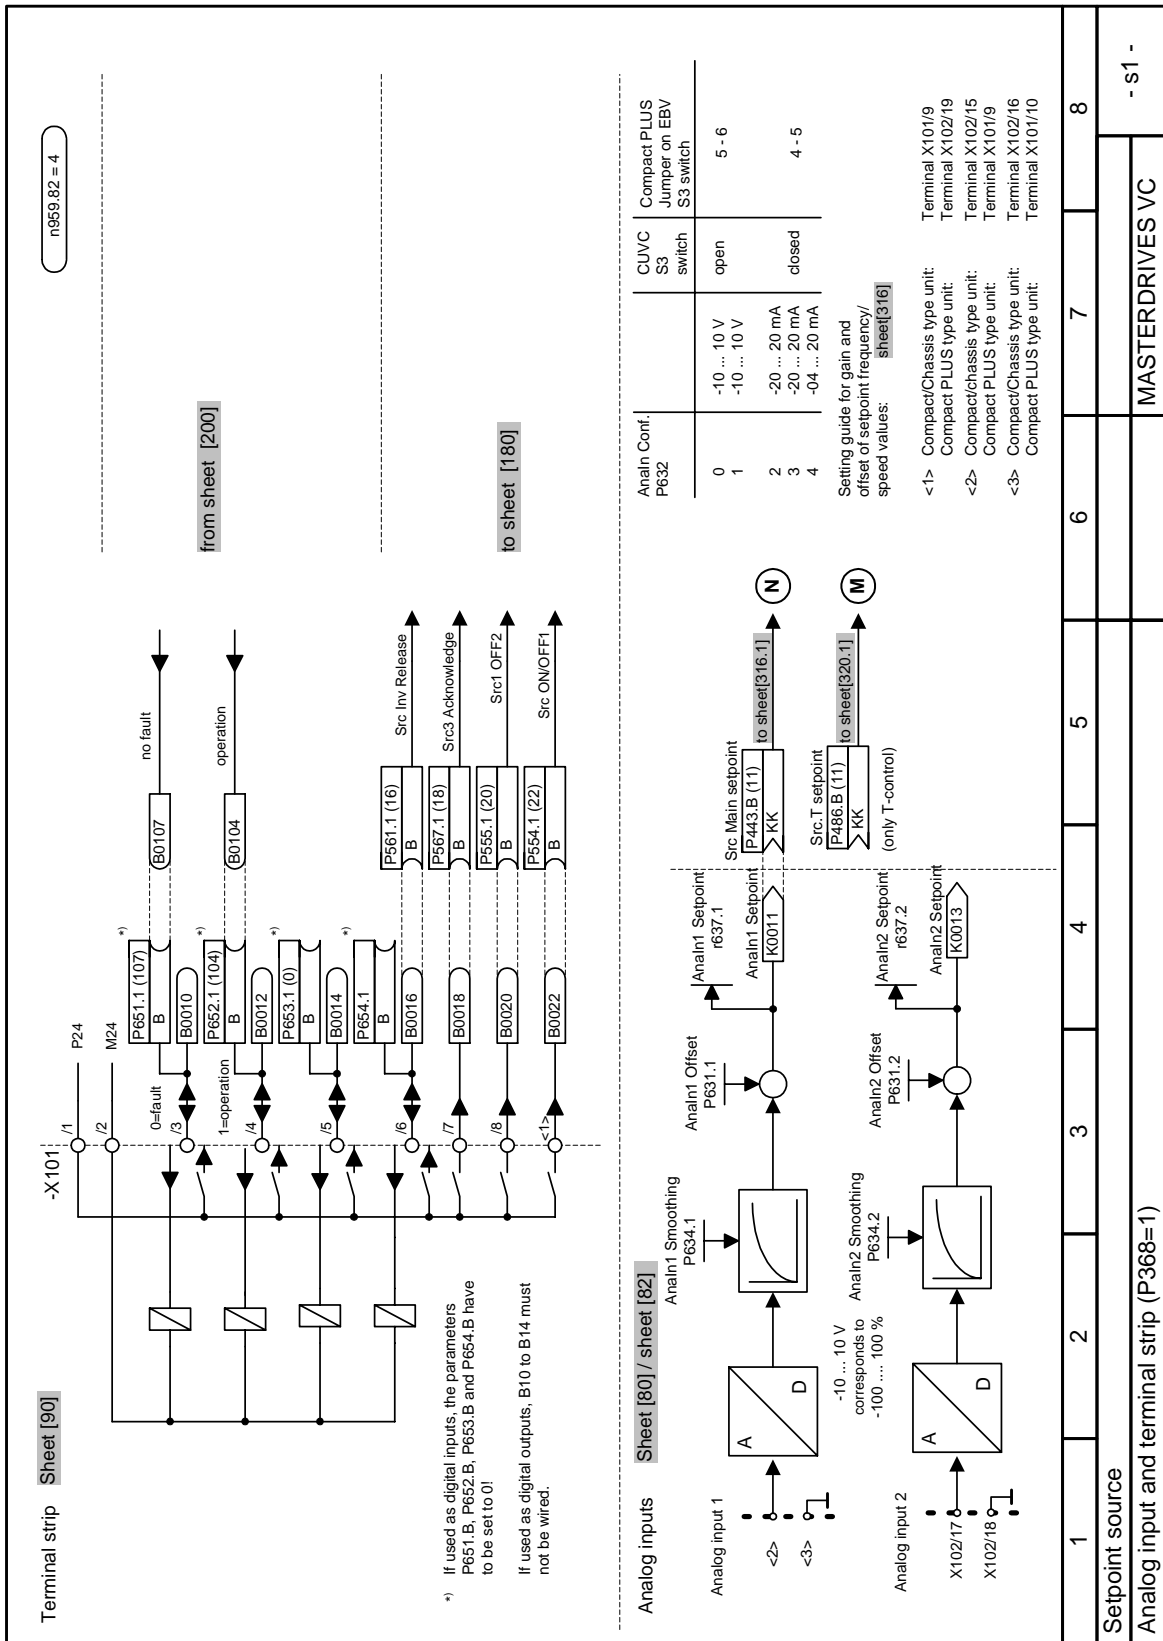 n959.82 = 4
Terminal strip Sheet [90]
-X101
P24
M24
/1
/2
0=fault
/3
1=operation
/4
/5
/6
/7
/8
<1>
P651.1 (107)
*)
B
B0010
P652.1 (104)
*)
B
B0012
P653.1 (0)
*)
B
B0014
P654.1
*)
B
B0016
B0018
B0020
B0022
B0107
no fault
B0104
operation
from sheet [200]
P561.1 (16)
B
Src Inv Release
P567.1 (18)
B
Src3 Acknowledge
P555.1 (20)
B
Src1 OFF2
P554.1 (22)
B
Src ON/OFF1
to sheet [180]
*) If used as digital inputs, the parameters
P651.B, P652.B, P653.B and P654.B have
to be set to 0!
If used as digital outputs, B10 to B14 must
not be wired.
Analog inputs Sheet [80] / sheet [82]
Analog input 1
<2>
<3>
A
D
AnaIn1 Smoothing
P634.1
AnaIn1 Offset
P631.1
AnaIn1 Setpoint
r637.1
AnaIn1 Setpoint
K0011
Src Main setpoint
P443.B (11)
KK
to sheet[316.1]
N
-10 ... 10 V
corresponds to
-100 .... 100 %
Src.T setpoint
P486.B (11)
KK
(only T-control)
to sheet[320.1]
M
Analog input 2
X102/17
X102/18
A
D
AnaIn2 Smoothing
P634.2
AnaIn2 Offset
P631.2
AnaIn2 Setpoint
r637.2
AnaIn2 Setpoint
K0013
AnaIn Conf.
P632
CUVC
S3
switch
Compact PLUS
Jumper on EBV
S3 switch
0 -10 ... 10 V open 5 - 6
1 -10 ... 10 V
2 -20 ... 20 mA
3 -20 ... 20 mA closed 4 - 5
4 -04 ... 20 mA
Setting guide for gain and
offset of setpoint frequency/
speed values: sheet[316]
<1> Compact/Chassis type unit: Terminal X101/9
Compact PLUS type unit: Terminal X102/19
<2> Compact/chassis type unit: Terminal X102/15
Compact PLUS type unit: Terminal X101/9
<3> Compact/Chassis type unit: Terminal X102/16
Compact PLUS type unit: Terminal X101/10
1 2 3 4 5 6 7 8
Setpoint source
- s1 -
Analog input and terminal strip (P368=1)
MASTERDRIVES VC